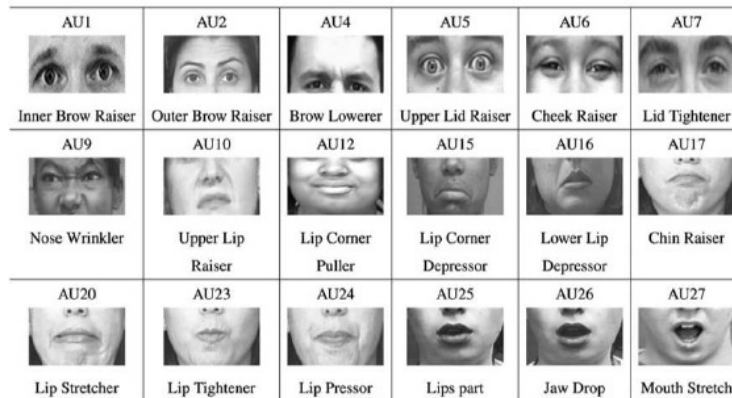 AU1 AU2 AU4 AU5 AU6 AU7
Inner Brow Raiser Outer Brow Raiser Brow Lowerer Upper Lid Raiser Cheek Raiser Lid Tightener
AU9 AU10 AU12 AU15 AU16 AU17
Nose Wrinkler Upper Lip Lip Corner Lip Corner Lower Lip Chin Raiser
Raiser Puller Depressor Depressor
AU20 AU23 AU24 AU25 AU26 AU27
Lip Stretcher Lip Tightener Lip Pressor Lips part Jaw Drop Mouth Stretch